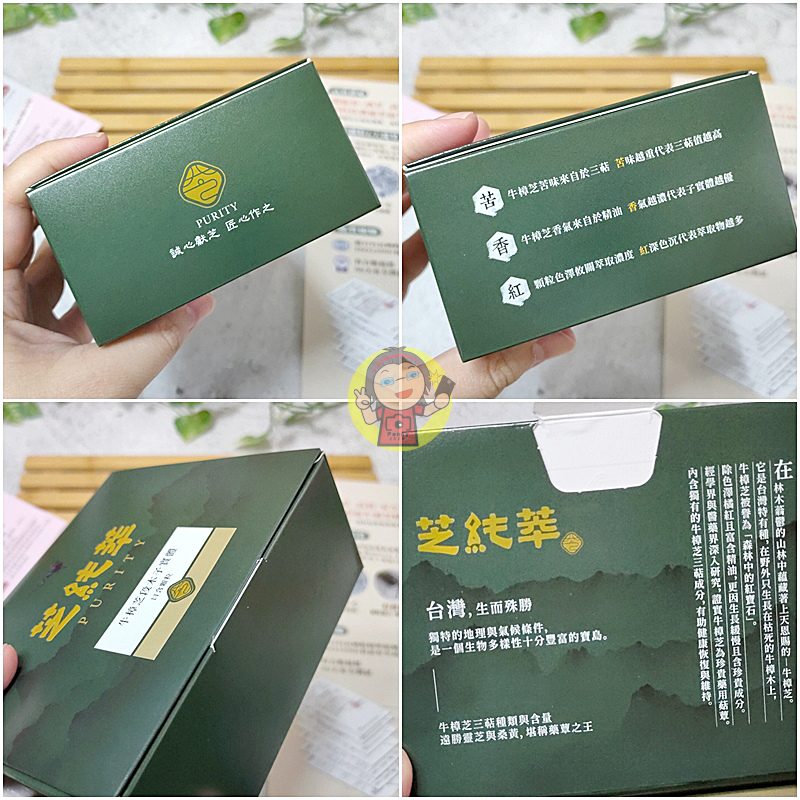 PURITY
誠心獻芝 匠心作之
苦 牛樟芝苦味來自於三萜 苦味越重代表三萜值越高
香 牛樟芝香氣來自於精油 香氣越濃代表子實體越優
紅 顆粒色澤攸關萃取濃度 紅深色沉代表萃取物越多
芝純萃
PURITY
牛樟芝段木子實體
口含顆粒
芝純萃
台灣,生而殊勝
獨特的地理與氣候條件,
是一個生物多樣性十分豐富的寶島。
牛樟芝三萜種類與含量
遠勝靈芝與桑黃,堪稱藥蕈之王
在林木蓊鬱的山林中蘊藏著上天恩賜的—牛樟芝。
它是台灣特有種,在野外只生長在枯死的牛樟木上,
牛樟芝被譽為「森林中的紅寶石」。
除色澤橘紅且富含精油,更因生長緩慢且含珍貴成分。
經學界與醫藥界深入研究,證實牛樟芝為珍貴藥用菇蕈。
內含獨有的牛樟芝三萜成分,有助健康恢復與維持。